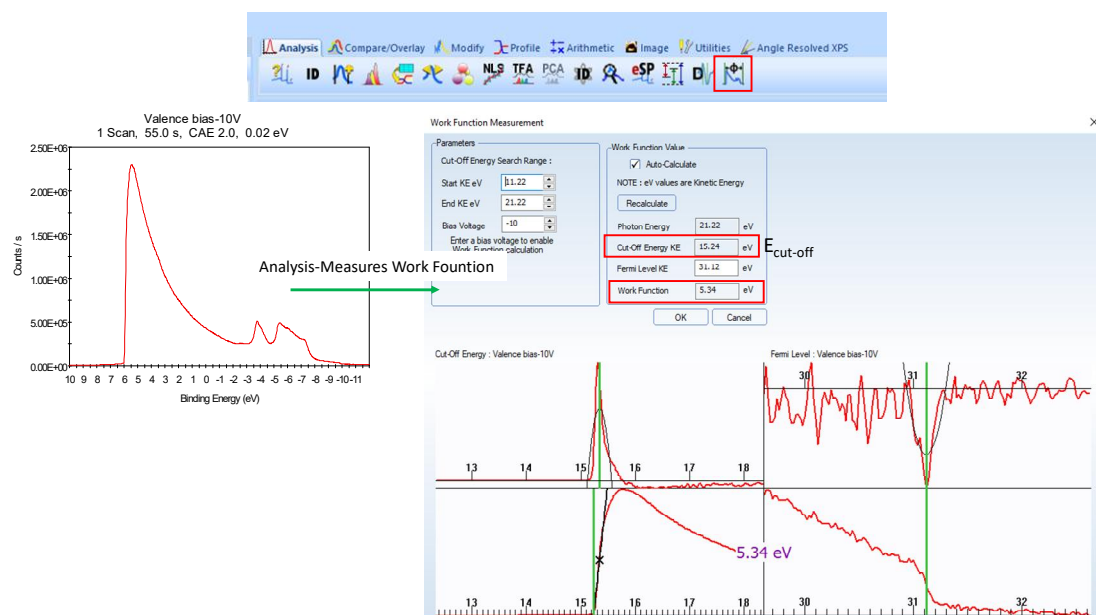 Analysis Compare/Overlay Modify Profile Arithmetic Image Utilities Angle Resolved XPS
ID NLS TFA PCA ID eSP D Φ
Valence bias-10V
1 Scan, 55.0 s, CAE 2.0, 0.02 eV
2.50E+06
2.00E+06
1.50E+06
1.00E+06
5.00E+05
0.00E+00
Counts / s
10 9 8 7 6 5 4 3 2 1 0 -1 -2 -3 -4 -5 -6 -7 -8 -9 -10-11
Binding Energy (eV)
Analysis-Measures Work Fountion
Work Function Measurement
Parameters
Cut-Off Energy Search Range :
Start KE eV 11.22
End KE eV 21.22
Bias Voltage -10
Enter a bias voltage to enable
Work Function calculation
Work Function Value
Auto-Calculate
NOTE : eV values are Kinetic Energy
Recalculate
Photon Energy 21.22 eV
Cut-Off Energy KE 15.24 eV
Ecut-off
Fermi Level KE 31.12 eV
Work Function 5.34 eV
OK Cancel
Cut-Off Energy : Valence bias-10V
Fermi Level : Valence bias-10V
30 31 32
13 14 15 16 17 18
5.34 eV
13 14 15 16 17 18
30 31 32